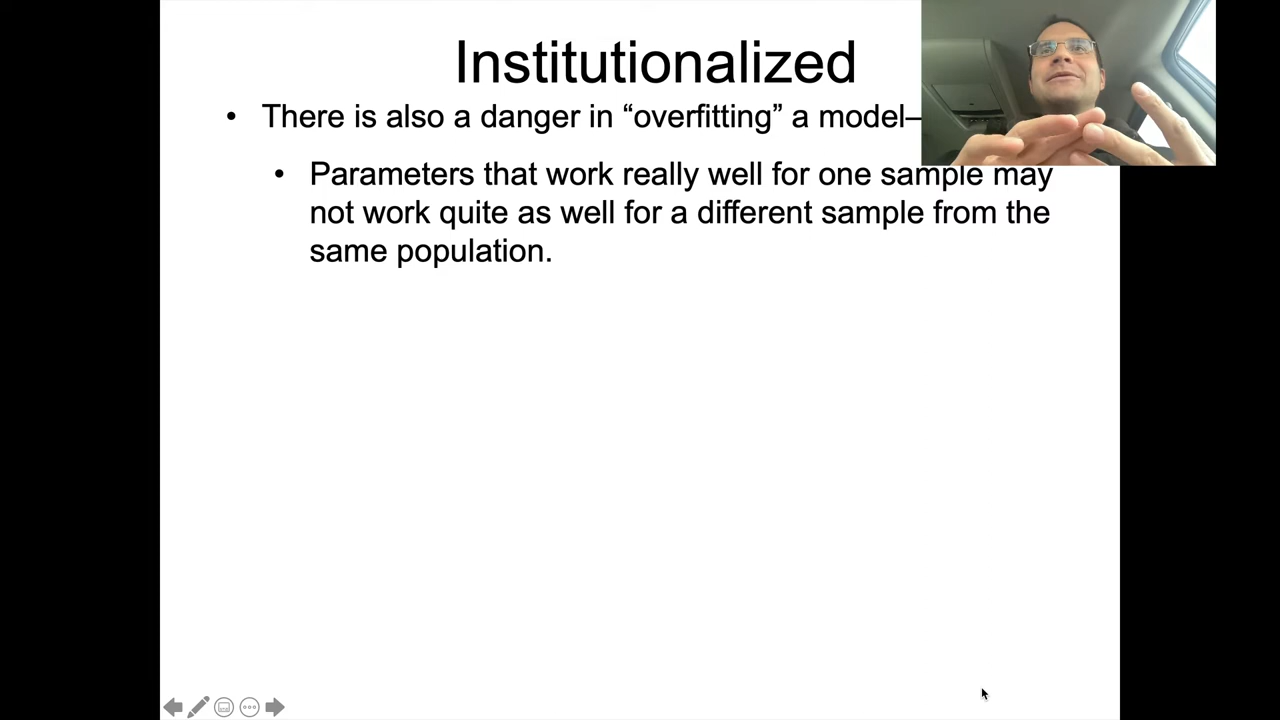 Institutionalized
• There is also a danger in “overfitting” a model–
• Parameters that work really well for one sample may
not work quite as well for a different sample from the
same population.